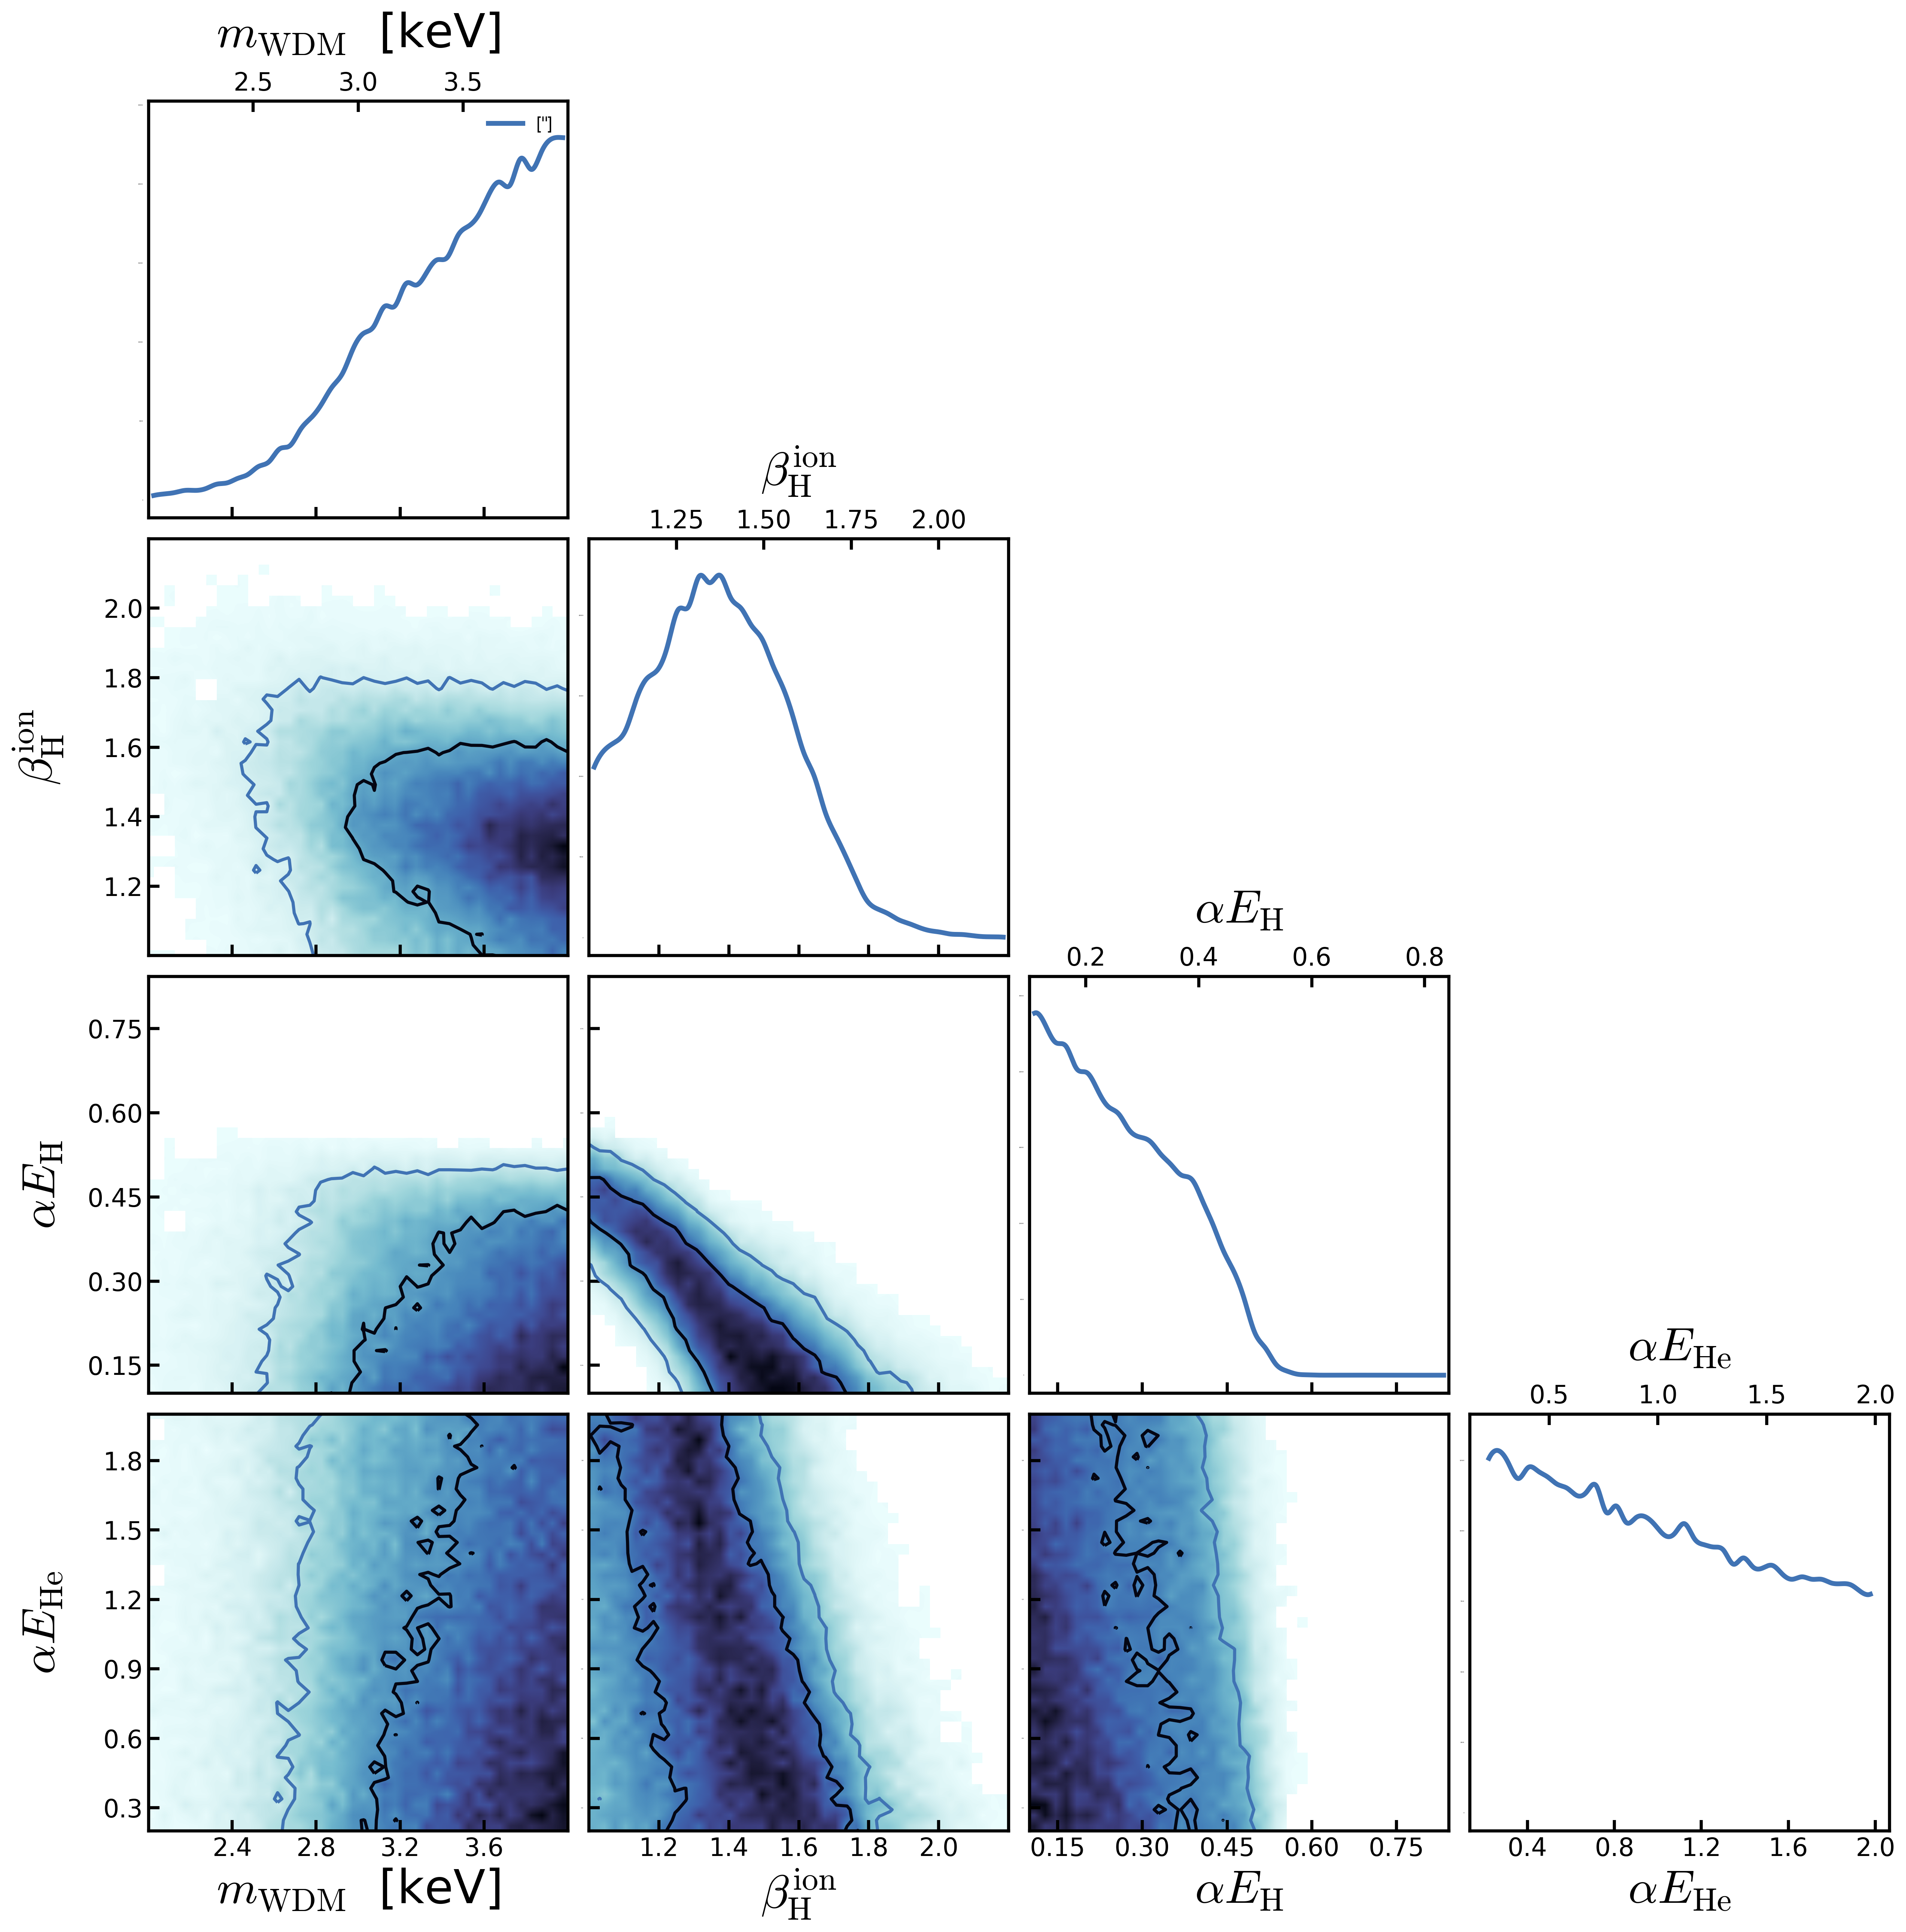 m_WDM [keV]
2.5 3.0 3.5
['']
β_H^ion
1.25 1.50 1.75 2.00
2.0
1.8
1.6
1.4
1.2
β_H^ion
αE_H
0.2 0.4 0.6 0.8
0.75
0.60
0.45
0.30
0.15
αE_H
αE_He
0.5 1.0 1.5 2.0
1.8
1.5
1.2
0.9
0.6
0.3
αE_He
2.4 2.8 3.2 3.6 1.2 1.4 1.6 1.8 2.0 0.15 0.30 0.45 0.60 0.75 0.4 0.8 1.2 1.6 2.0
m_WDM [keV] β_H^ion αE_H αE_He